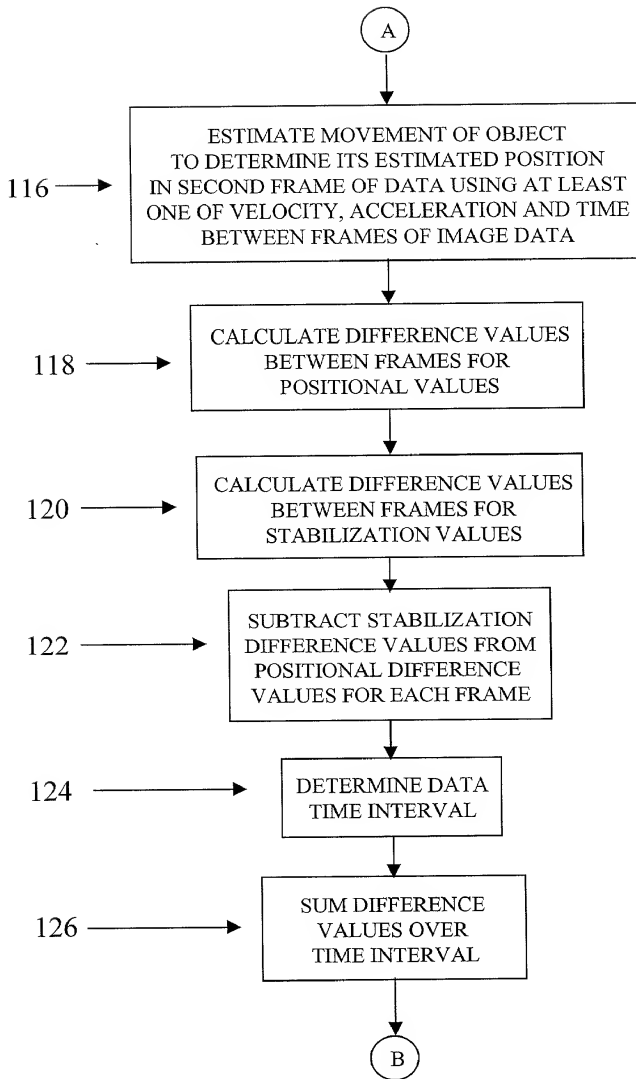 A
ESTIMATE MOVEMENT OF OBJECT
TO DETERMINE ITS ESTIMATED POSITION
116
IN SECOND FRAME OF DATA USING AT LEAST
ONE OF VELOCITY, ACCELERATION AND TIME
BETWEEN FRAMES OF IMAGE DATA
118
CALCULATE DIFFERENCE VALUES
BETWEEN FRAMES FOR
POSITIONAL VALUES
120
CALCULATE DIFFERENCE VALUES
BETWEEN FRAMES FOR
STABILIZATION VALUES
122
SUBTRACT STABILIZATION
DIFFERENCE VALUES FROM
POSITIONAL DIFFERENCE
VALUES FOR EACH FRAME
124
DETERMINE DATA
TIME INTERVAL
126
SUM DIFFERENCE
VALUES OVER
TIME INTERVAL
B